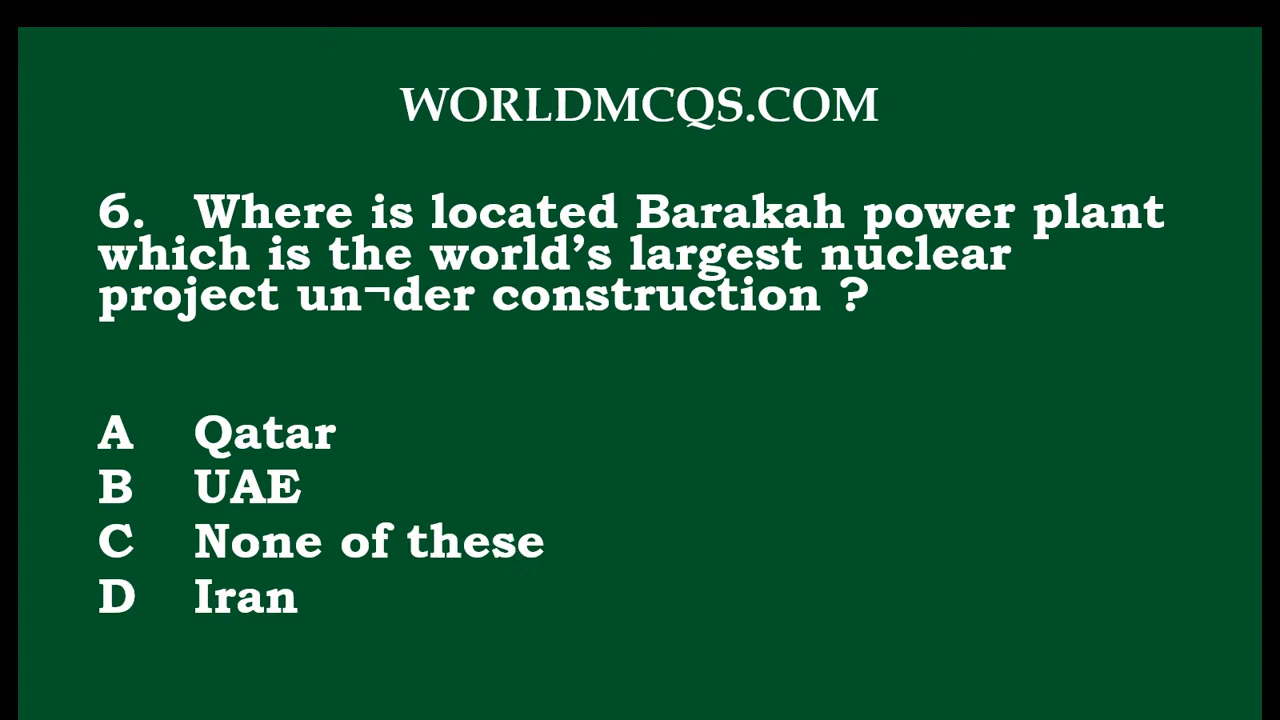 WORLDMCQS.COM
6. Where is located Barakah power plant
which is the world’s largest nuclear
project un¬der construction ?
A Qatar
B UAE
C None of these
D Iran